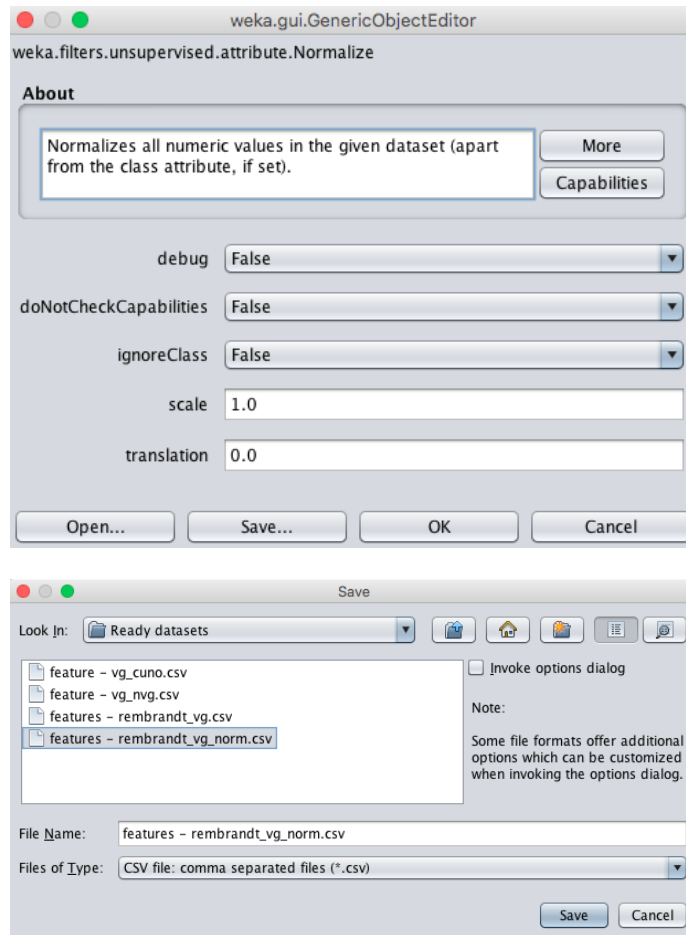 weka.gui.GenericObjectEditor
weka.filters.unsupervised.attribute.Normalize
About
Normalizes all numeric values in the given dataset (apart
from the class attribute, if set).
More
Capabilities
debug False
doNotCheckCapabilities False
ignoreClass False
scale 1.0
translation 0.0
Open... Save... OK Cancel
Save
Look In: Ready datasets
feature - vg_cuno.csv
feature - vg_nvg.csv
features - rembrandt_vg.csv
features - rembrandt_vg_norm.csv
Invoke options dialog
Note:
Some file formats offer additional
options which can be customized
when invoking the options dialog.
File Name: features - rembrandt_vg_norm.csv
Files of Type: CSV file: comma separated files (*.csv)
Save Cancel